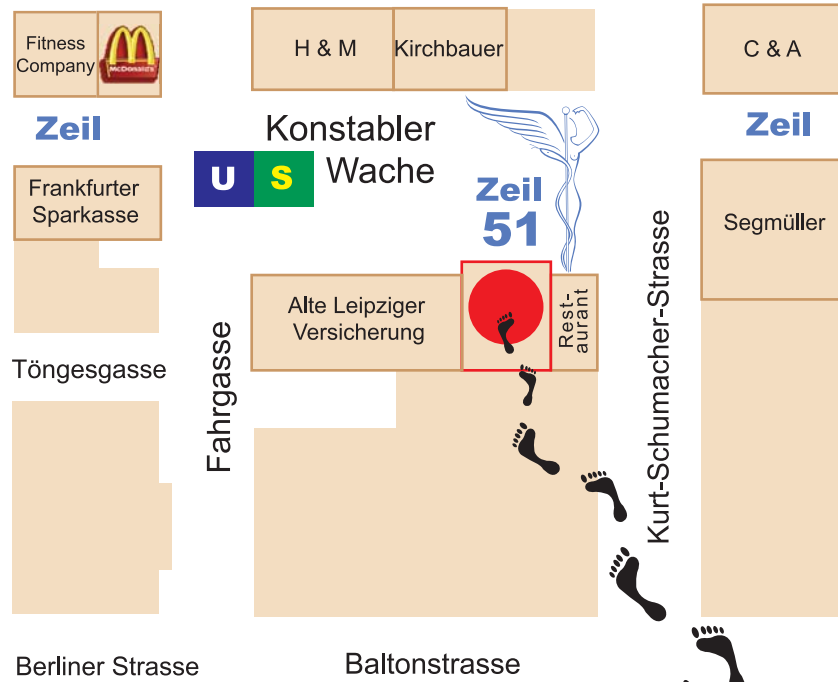 Fitness
Company
McDonald's
H & M
Kirchbauer
C & A
Zeil
Konstabler
Wache
U S
Zeil
51
Zeil
Frankfurter
Sparkasse
Segmüller
Alte Leipziger
Versicherung
Rest-
aurant
Töngesgasse
Fahrgasse
Kurt-Schumacher-Strasse
Berliner Strasse
Baltonstrasse